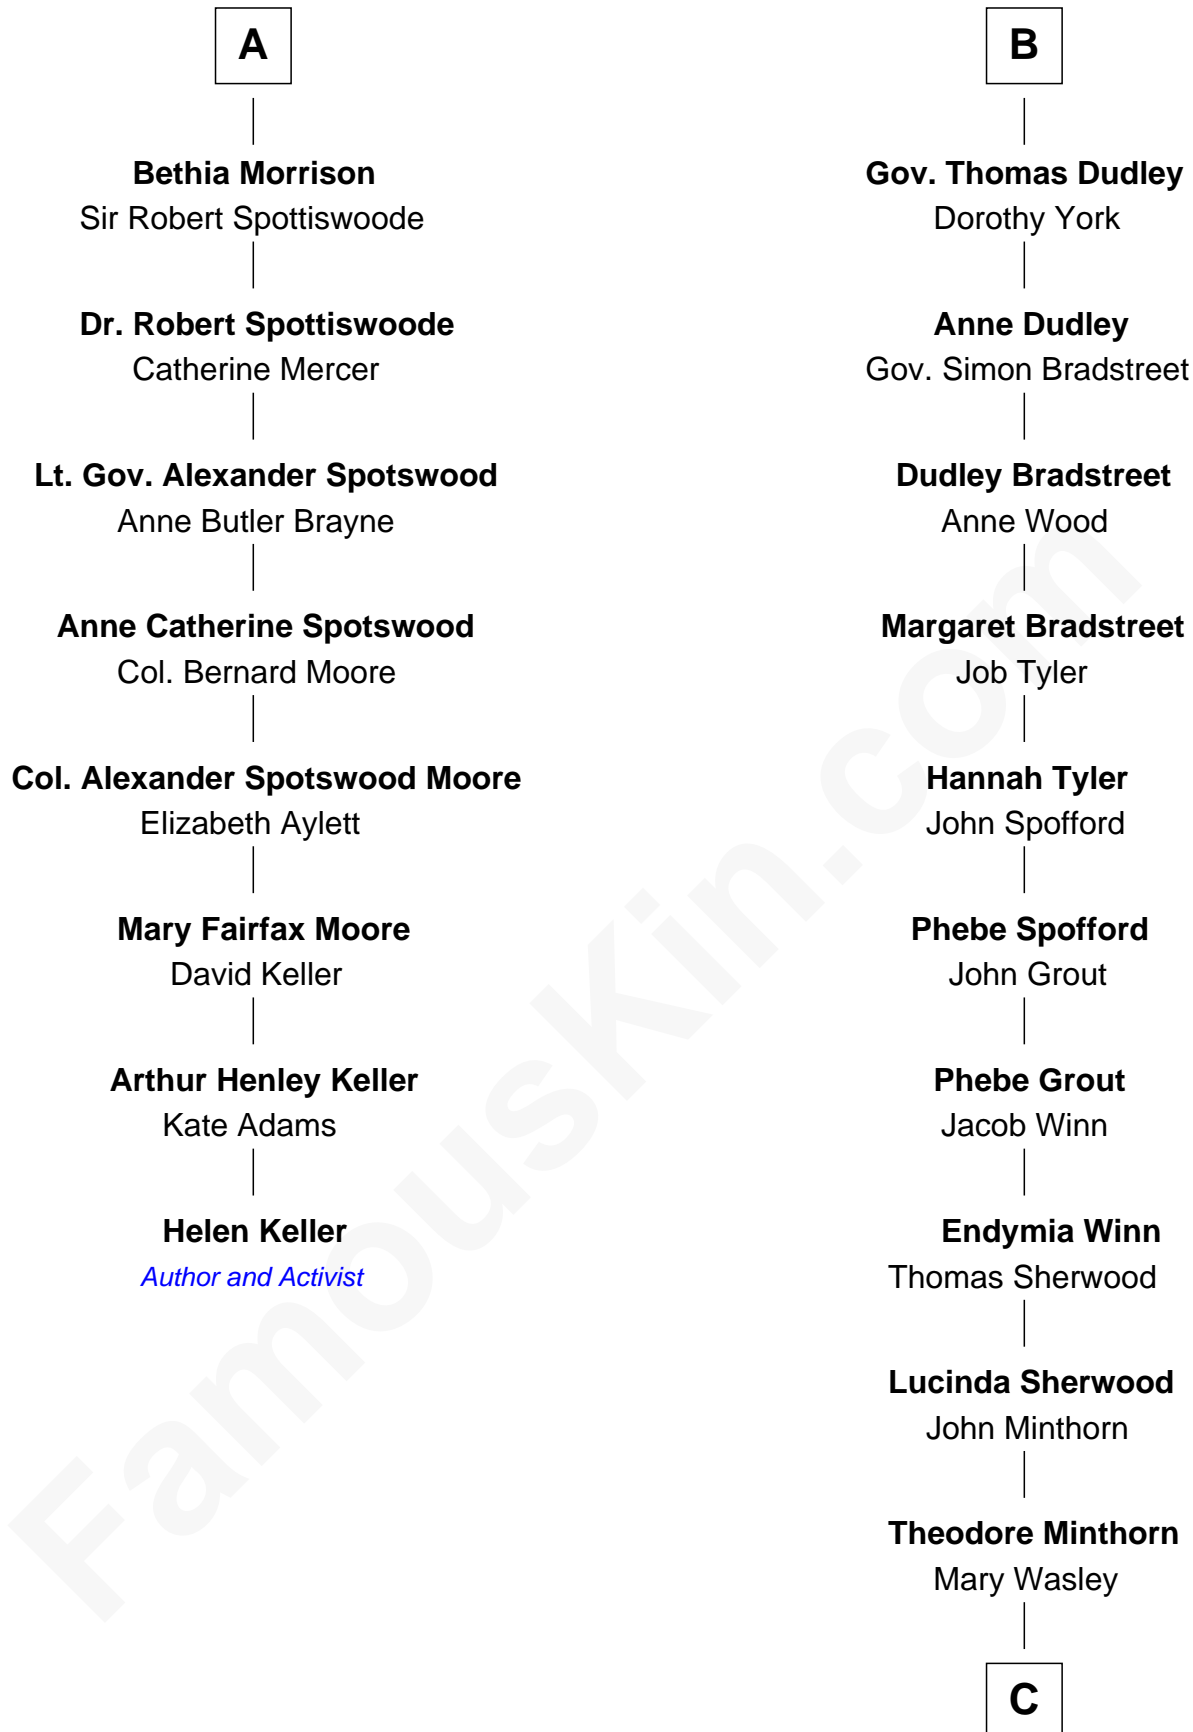 A
Bethia Morrison
Sir Robert Spottiswoode
Dr. Robert Spottiswoode
Catherine Mercer
Lt. Gov. Alexander Spotswood
Anne Butler Brayne
Anne Catherine Spotswood
Col. Bernard Moore
Col. Alexander Spotswood Moore
Elizabeth Aylett
Mary Fairfax Moore
David Keller
Arthur Henley Keller
Kate Adams
Helen Keller
Author and Activist
B
Gov. Thomas Dudley
Dorothy York
Anne Dudley
Gov. Simon Bradstreet
Dudley Bradstreet
Anne Wood
Margaret Bradstreet
Job Tyler
Hannah Tyler
John Spofford
Phebe Spofford
John Grout
Phebe Grout
Jacob Winn
Endymia Winn
Thomas Sherwood
Lucinda Sherwood
John Minthorn
Theodore Minthorn
Mary Wasley
C
FamousKin.com